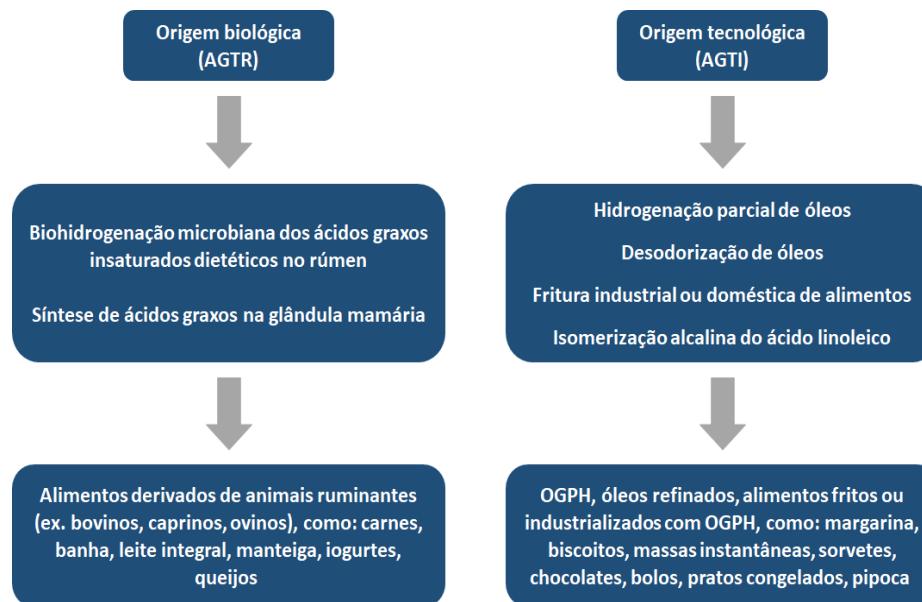 Origem biológica
(AGTR)
Biohidrogenação microbiana dos ácidos graxos
insaturados dietéticos no rúmen
Síntese de ácidos graxos na glândula mamária
Alimentos derivados de animais ruminantes
(ex. bovinos, caprinos, ovinos), como: carnes,
banha, leite integral, manteiga, iogurtes,
queijos
Origem tecnológica
(AGTI)
Hidrogenação parcial de óleos
Desodorização de óleos
Fritura industrial ou doméstica de alimentos
Isomerização alcalina do ácido linoleico
OGPH, óleos refinados, alimentos fritos ou
industrializados com OGPH, como: margarina,
biscoitos, massas instantâneas, sorvetes,
chocolates, bolos, pratos congelados, pipoca